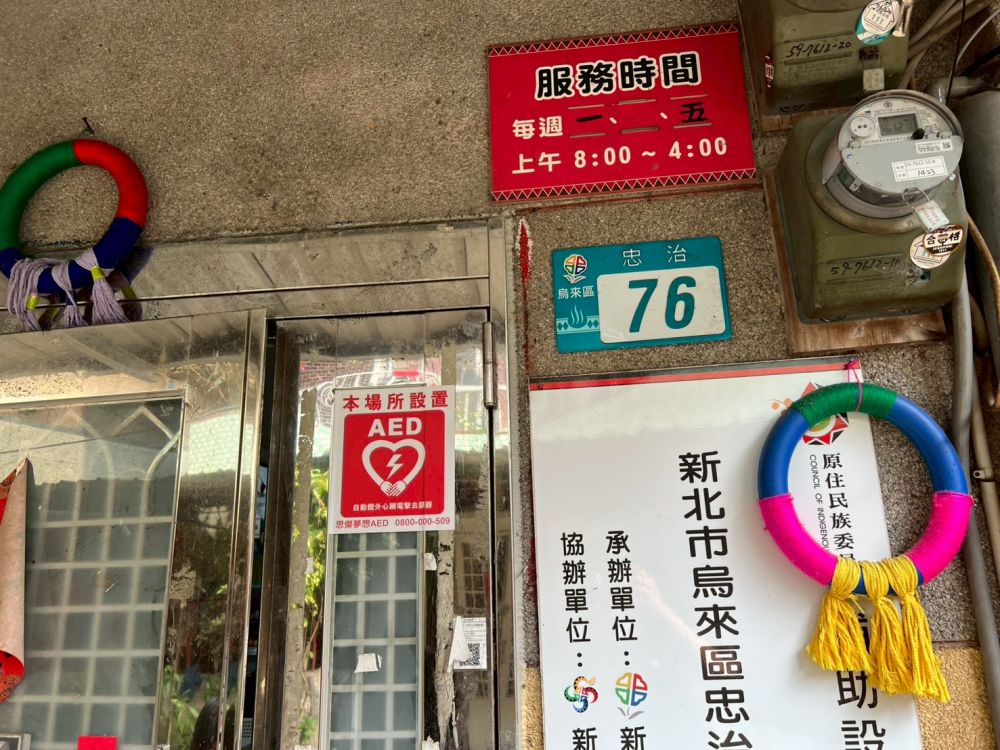 服務時間
每週 一、二、五
上午 8:00 ~ 4:00
59-7612-20
1423
合格
59-7612-10
忠治
烏來區
76
本場所設置
AED
自動體外心臟電擊去顫器
思傑夢想AED 0800-000-509
原住民族委
COUNCIL OF INDIGENO
助設
新北市烏來區忠治
承辦單位：
新
協辦單位：
新